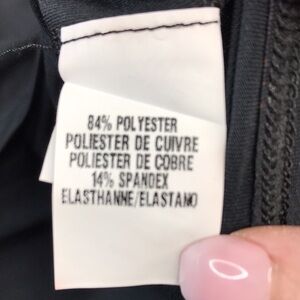 84% POLYESTER
POLIESTER DE CUIVRE
POLIESTER DE COBRE
14% SPANDEX
ELASTHANNE/ELASTANO